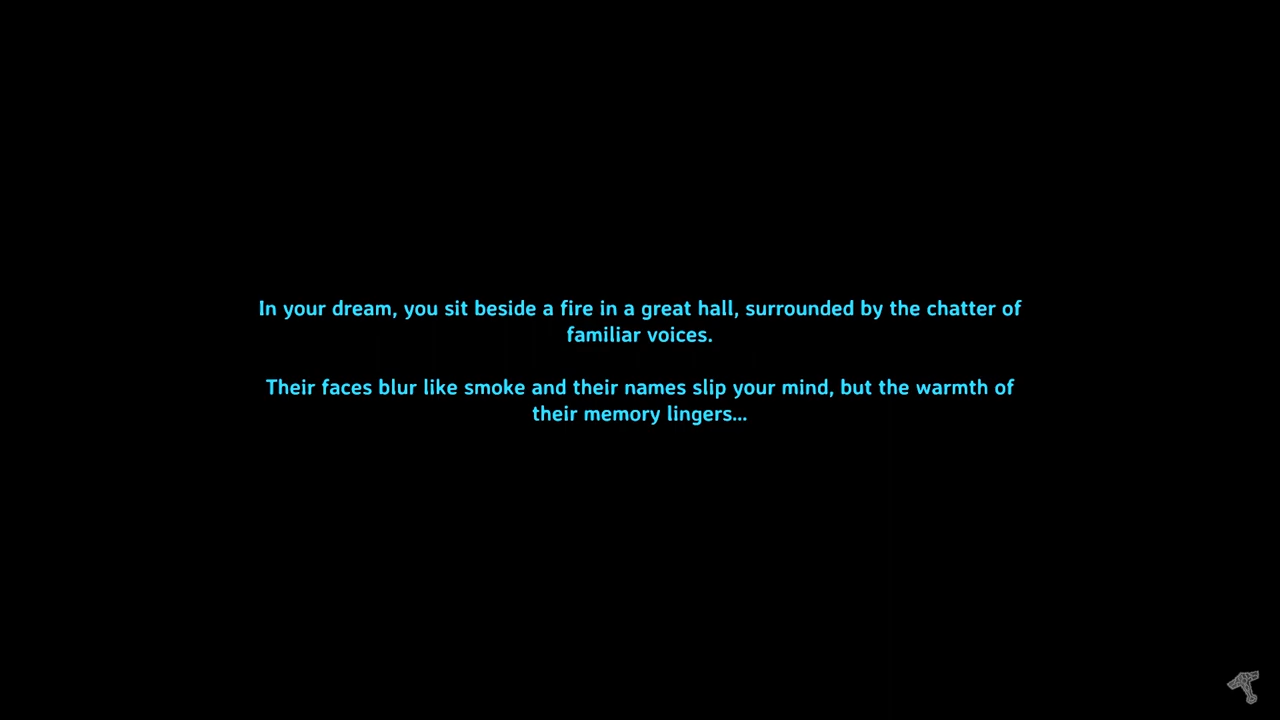 In your dream, you sit beside a fire in a great hall, surrounded by the chatter of
familiar voices.
Their faces blur like smoke and their names slip your mind, but the warmth of
their memory lingers...